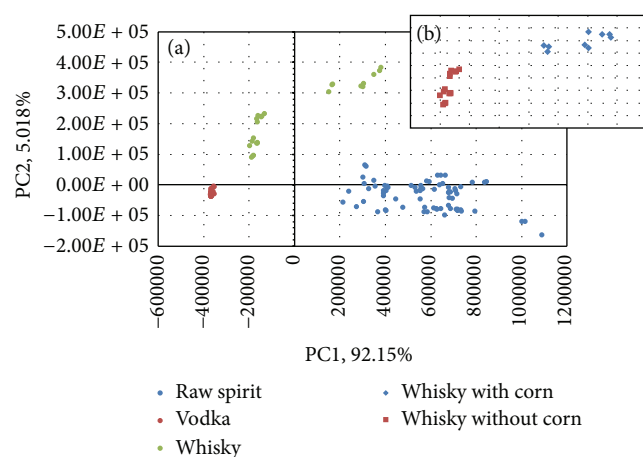 (a)
(b)
5.00E + 05
4.00E + 05
3.00E + 05
2.00E + 05
1.00E + 05
0.00E + 00
−1.00E + 05
−2.00E + 05
PC2, 5.018%
−600000
−400000
−200000
0
200000
400000
600000
800000
1000000
1200000
PC1, 92.15%
Raw spirit
Vodka
Whisky
Whisky with corn
Whisky without corn